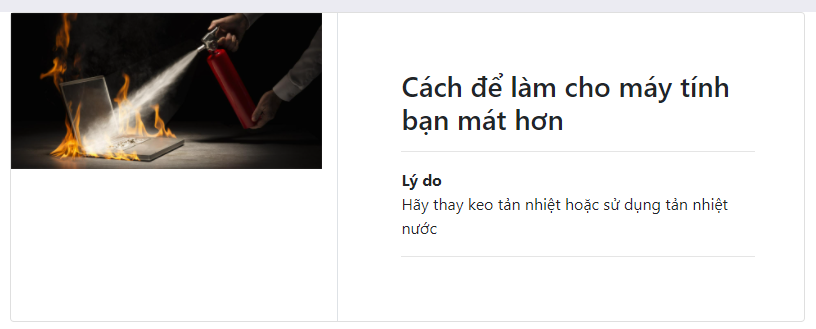 Cách để làm cho máy tính
bạn mát hơn
Lý do
Hãy thay keo tản nhiệt hoặc sử dụng tản nhiệt
nước